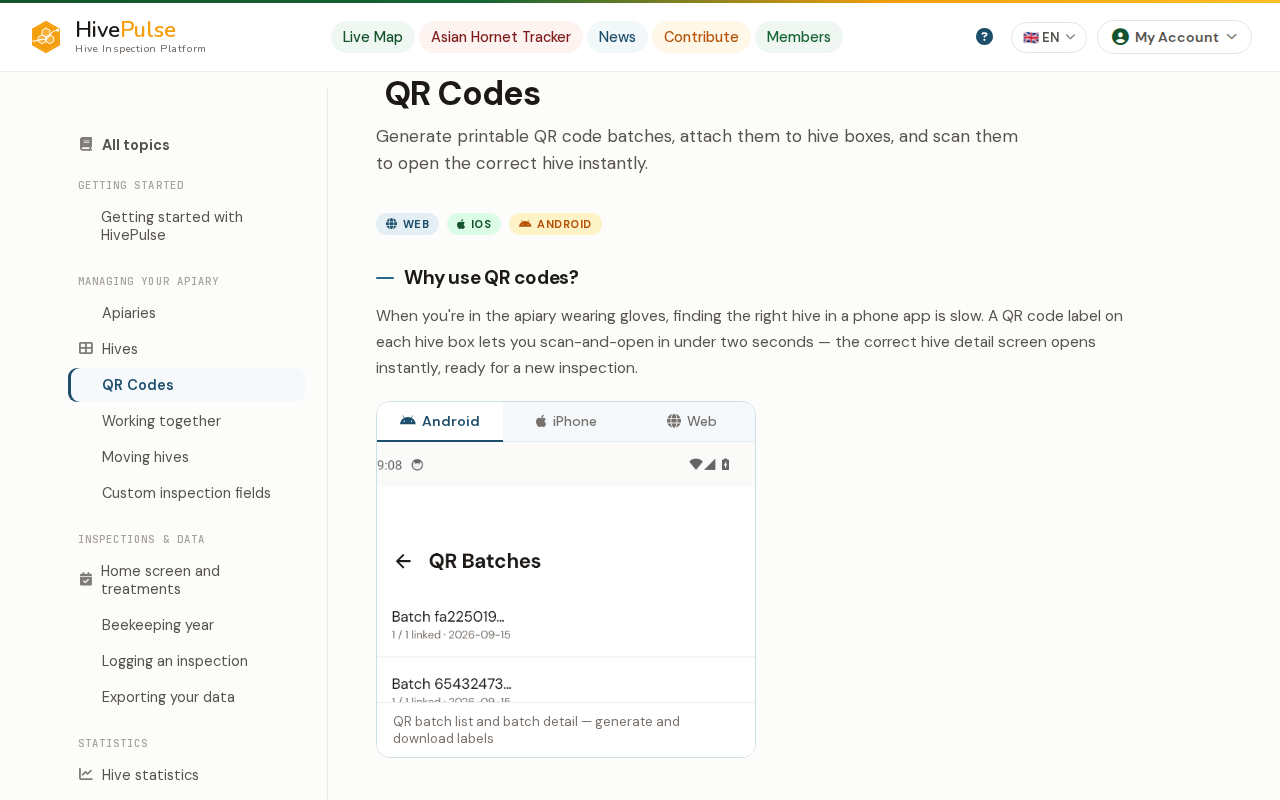 HivePulse
Hive Inspection Platform
Live Map
Asian Hornet Tracker
News
Contribute
Members
?
EN
My Account
All topics
GETTING STARTED
Getting started with
HivePulse
MANAGING YOUR APIARY
Apiaries
Hives
QR Codes
Working together
Moving hives
Custom inspection fields
INSPECTIONS & DATA
Home screen and
treatments
Beekeeping year
Logging an inspection
Exporting your data
STATISTICS
Hive statistics
QR Codes
Generate printable QR code batches, attach them to hive boxes, and scan them
to open the correct hive instantly.
WEB
IOS
ANDROID
Why use QR codes?
When you're in the apiary wearing gloves, finding the right hive in a phone app is slow. A QR code label on
each hive box lets you scan-and-open in under two seconds — the correct hive detail screen opens
instantly, ready for a new inspection.
Android
iPhone
Web
9:08
QR Batches
Batch fa225019...
1 / 1 linked · 2026-09-15
Batch 65432473...
1 / 1 linked · 2026-09-15
QR batch list and batch detail — generate and
download labels